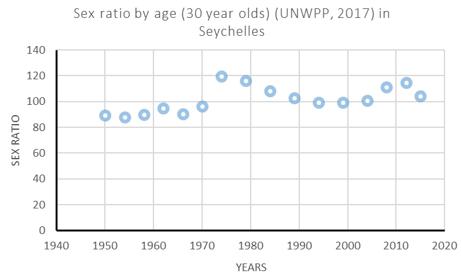 Sex ratio by age (30 year olds) (UNWPP, 2017) in
Seychelles
140
120
100
80
60
40
20
0
SEX RATIO
1940 1950 1960 1970 1980 1990 2000 2010 2020
YEARS